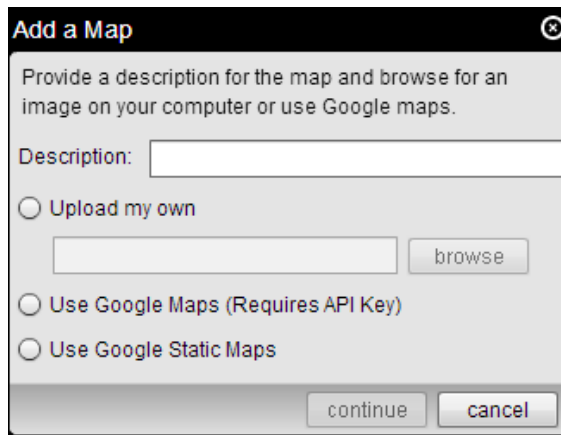 Add a Map
Provide a description for the map and browse for an
image on your computer or use Google maps.
Description:
Upload my own
browse
Use Google Maps (Requires API Key)
Use Google Static Maps
continue cancel